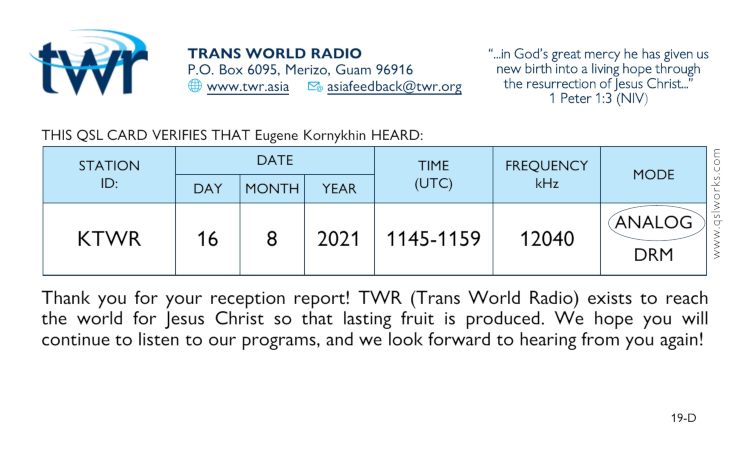 twr
TRANS WORLD RADIO
P.O. Box 6095, Merizo, Guam 96916
www.twr.asia asiafeedback@twr.org
“...in God’s great mercy he has given us
new birth into a living hope through
the resurrection of Jesus Christ...”
1 Peter 1:3 (NIV)
THIS QSL CARD VERIFIES THAT Eugene Kornykhin HEARD:
STATION
ID:
DATE
DAY MONTH YEAR
TIME
(UTC)
FREQUENCY
kHz
MODE
KTWR 16 8 2021 1145-1159 12040
ANALOG
DRM
www.qslworks.com
Thank you for your reception report! TWR (Trans World Radio) exists to reach
the world for Jesus Christ so that lasting fruit is produced. We hope you will
continue to listen to our programs, and we look forward to hearing from you again!
19-D